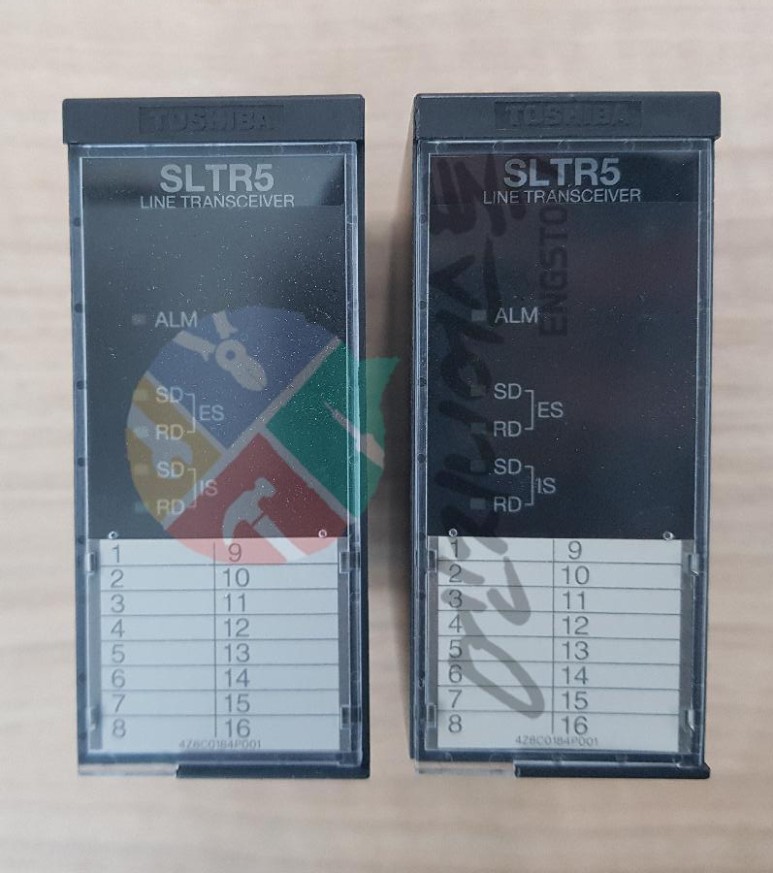 TOSHIBA
SLTR5
LINE TRANSCEIVER
ALM
SD
ES
RD
SD
IS
RD
1 9
2 10
3 11
4 12
5 13
6 14
7 15
8 16
4Z8C0184P001
TOSHIBA
SLTR5
LINE TRANSCEIVER
ALM
SD
ES
RD
SD
IS
RD
1 9
2 10
3 11
4 12
5 13
6 14
7 15
8 16
4Z8C0184P001
ENGSTO